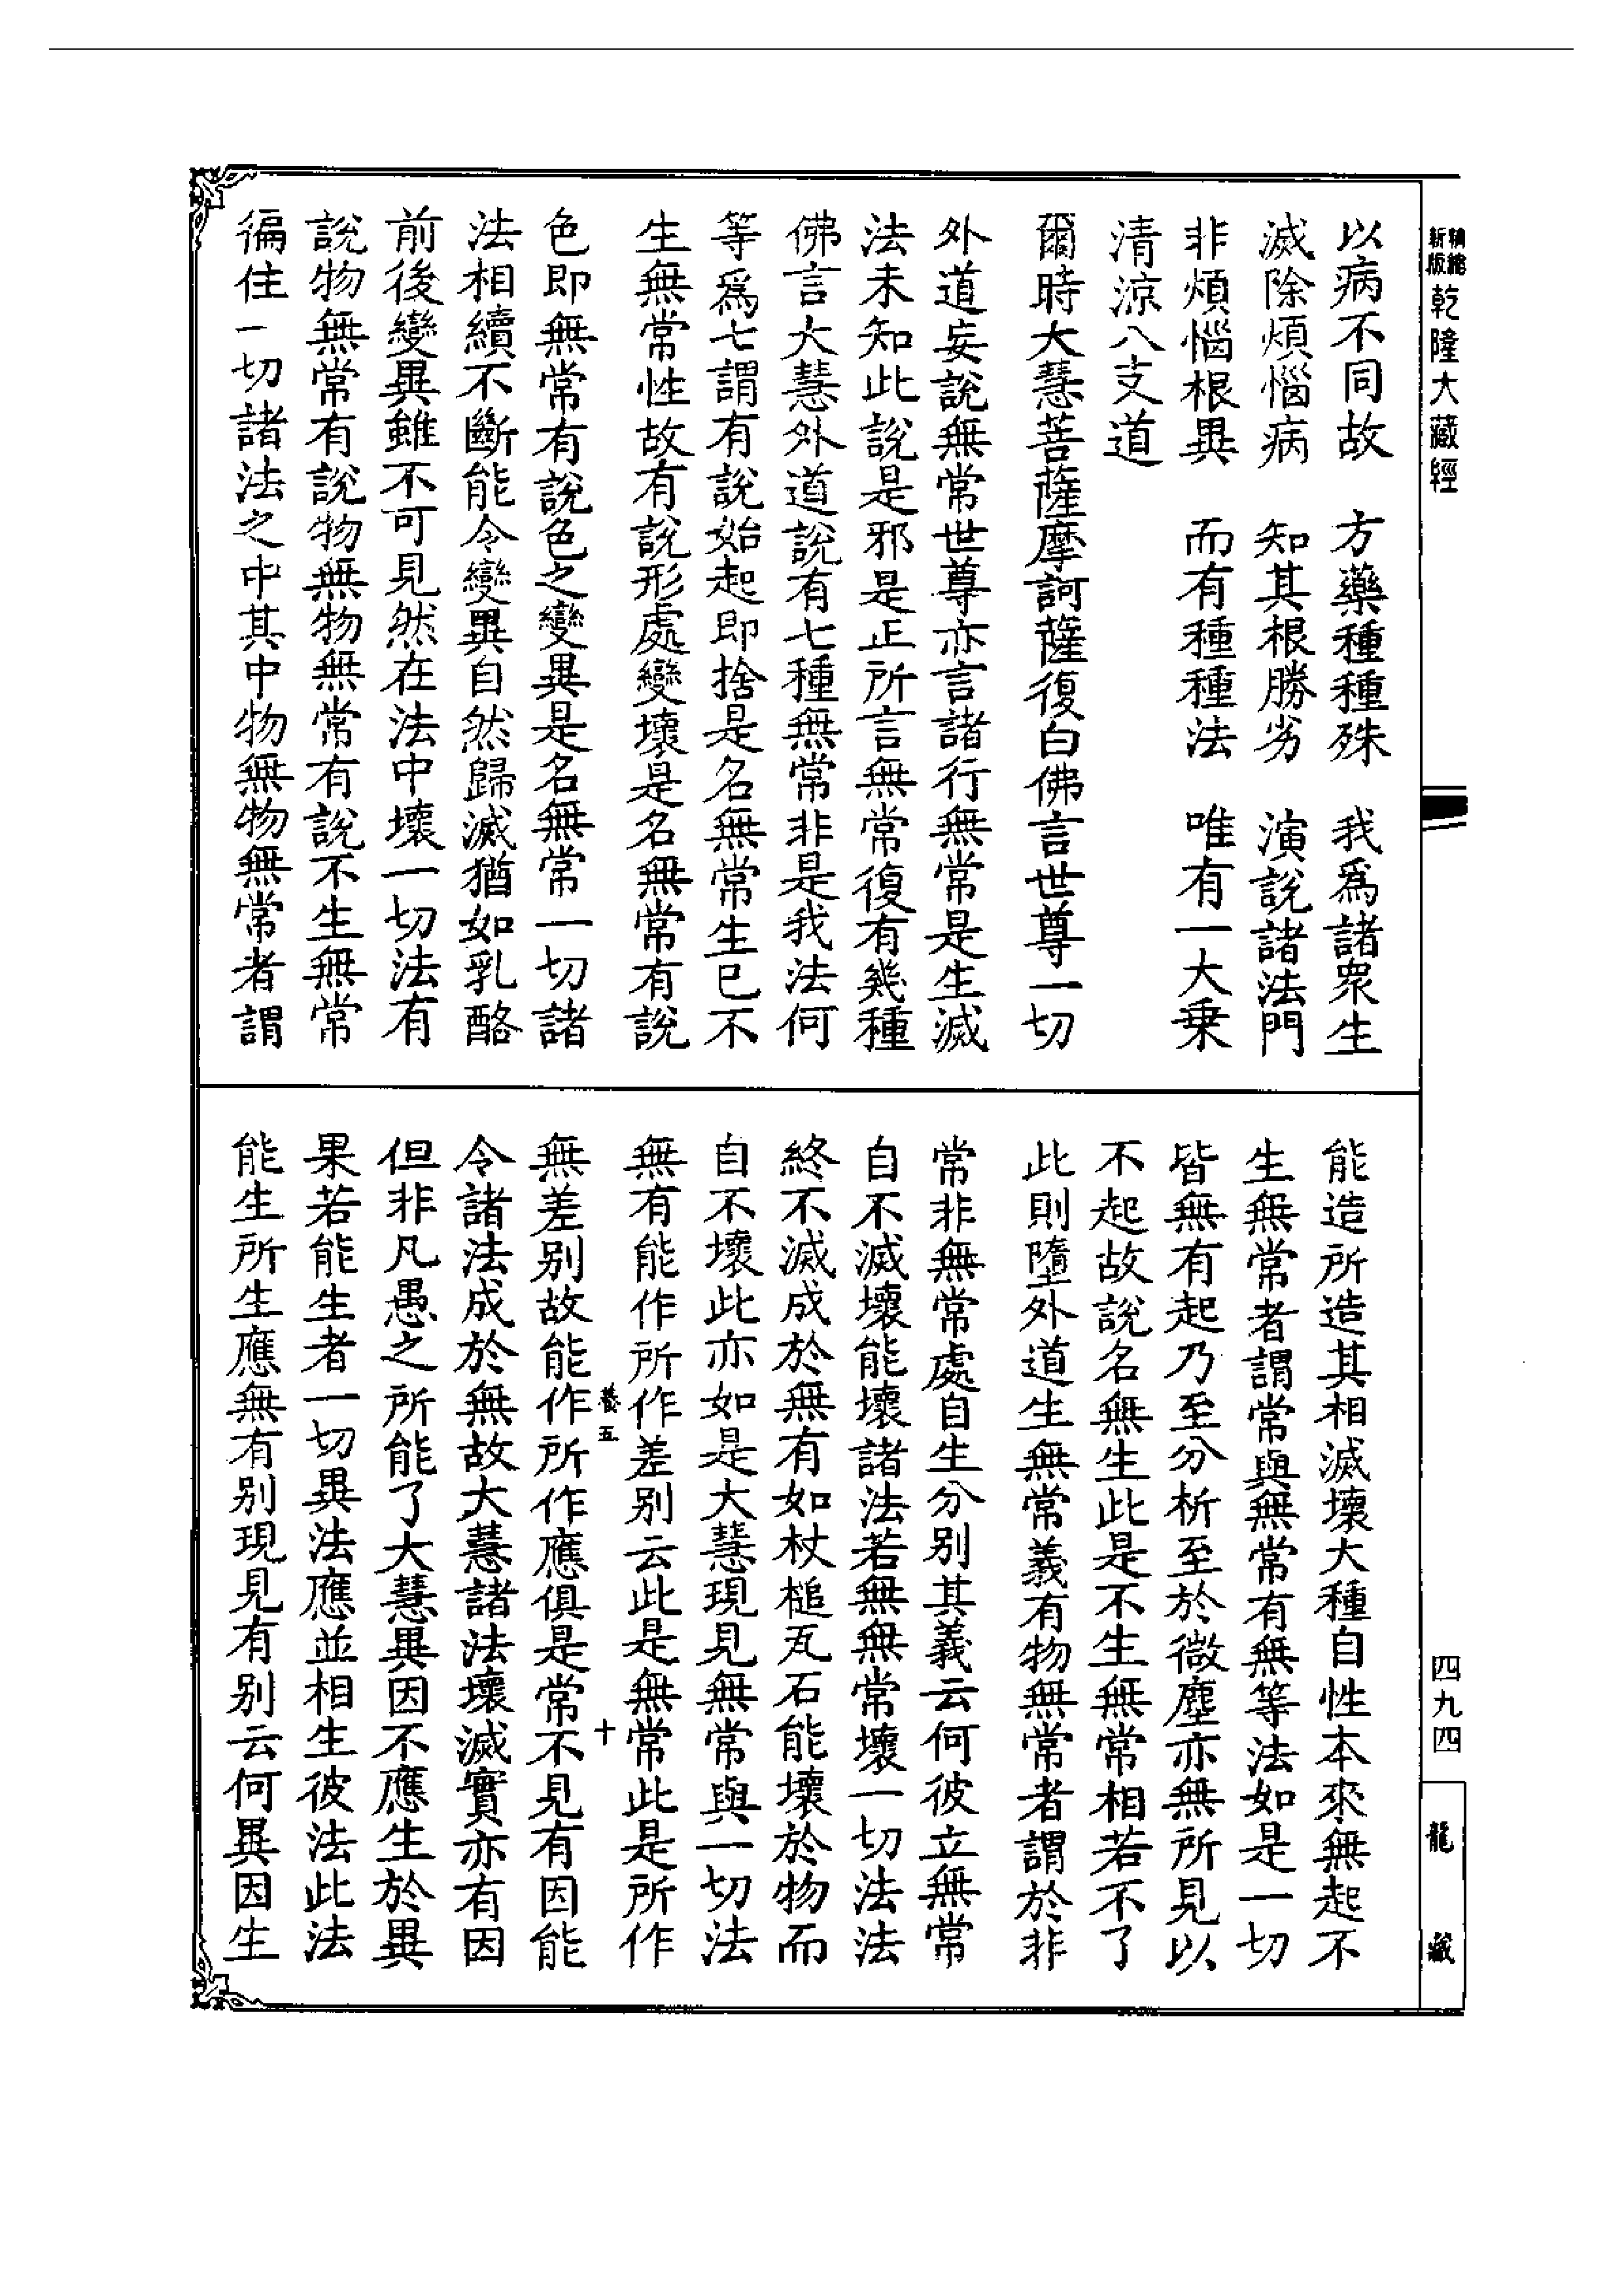 精縮新版乾隆大藏經
四九四
龍藏
以病不同故　方藥種種殊　我爲諸衆生
滅除煩惱病　知其根勝劣　演說諸法門
非煩惱根異　而有種種法　唯有一大乗
清涼八支道
爾時大慧菩薩摩訶薩復白佛言世尊一切
外道妄說無常世尊亦言諸行無常是生滅
法未知此說是邪是正所言無常復有幾種
佛言大慧外道說有七種無常非是我法何
等爲七謂有說始起即捨是名無常生已不
生無常性故有說形處變壞是名無常有說
色即無常有說色之變異是名無常一切諸
法相續不斷能令變異自然歸滅猶如乳酪
前後變異雖不可見然在法中壞一切法有
說物無常有說物無物無常有說不生無常
徧住一切諸法之中其中物無物無常者謂
能造所造其相滅壞大種自性本來無起不
生無常者謂常與無常有無等法如是一切
皆無有起乃至分析至於微塵亦無所見以
不起故說名無生此是不生無常相若不了
此則墮外道生無常義有物無常者謂於非
常非無常處自生分別其義云何彼立無常
自不滅壞能壞諸法若無無常壞一切法法
終不滅成於無有如杖槌瓦石能壞於物而
自不壞此亦如是大慧現見無常與一切法
無有能作所作差別云此是無常此是所作
卷五　十
無差別故能作所作應俱是常不見有因能
令諸法成於無故大慧諸法壞滅實亦有因
但非凡愚之所能了大慧異因不應生於異
果若能生者一切異法應並相生彼法此法
能生所生應無有別現見有別云何異因生